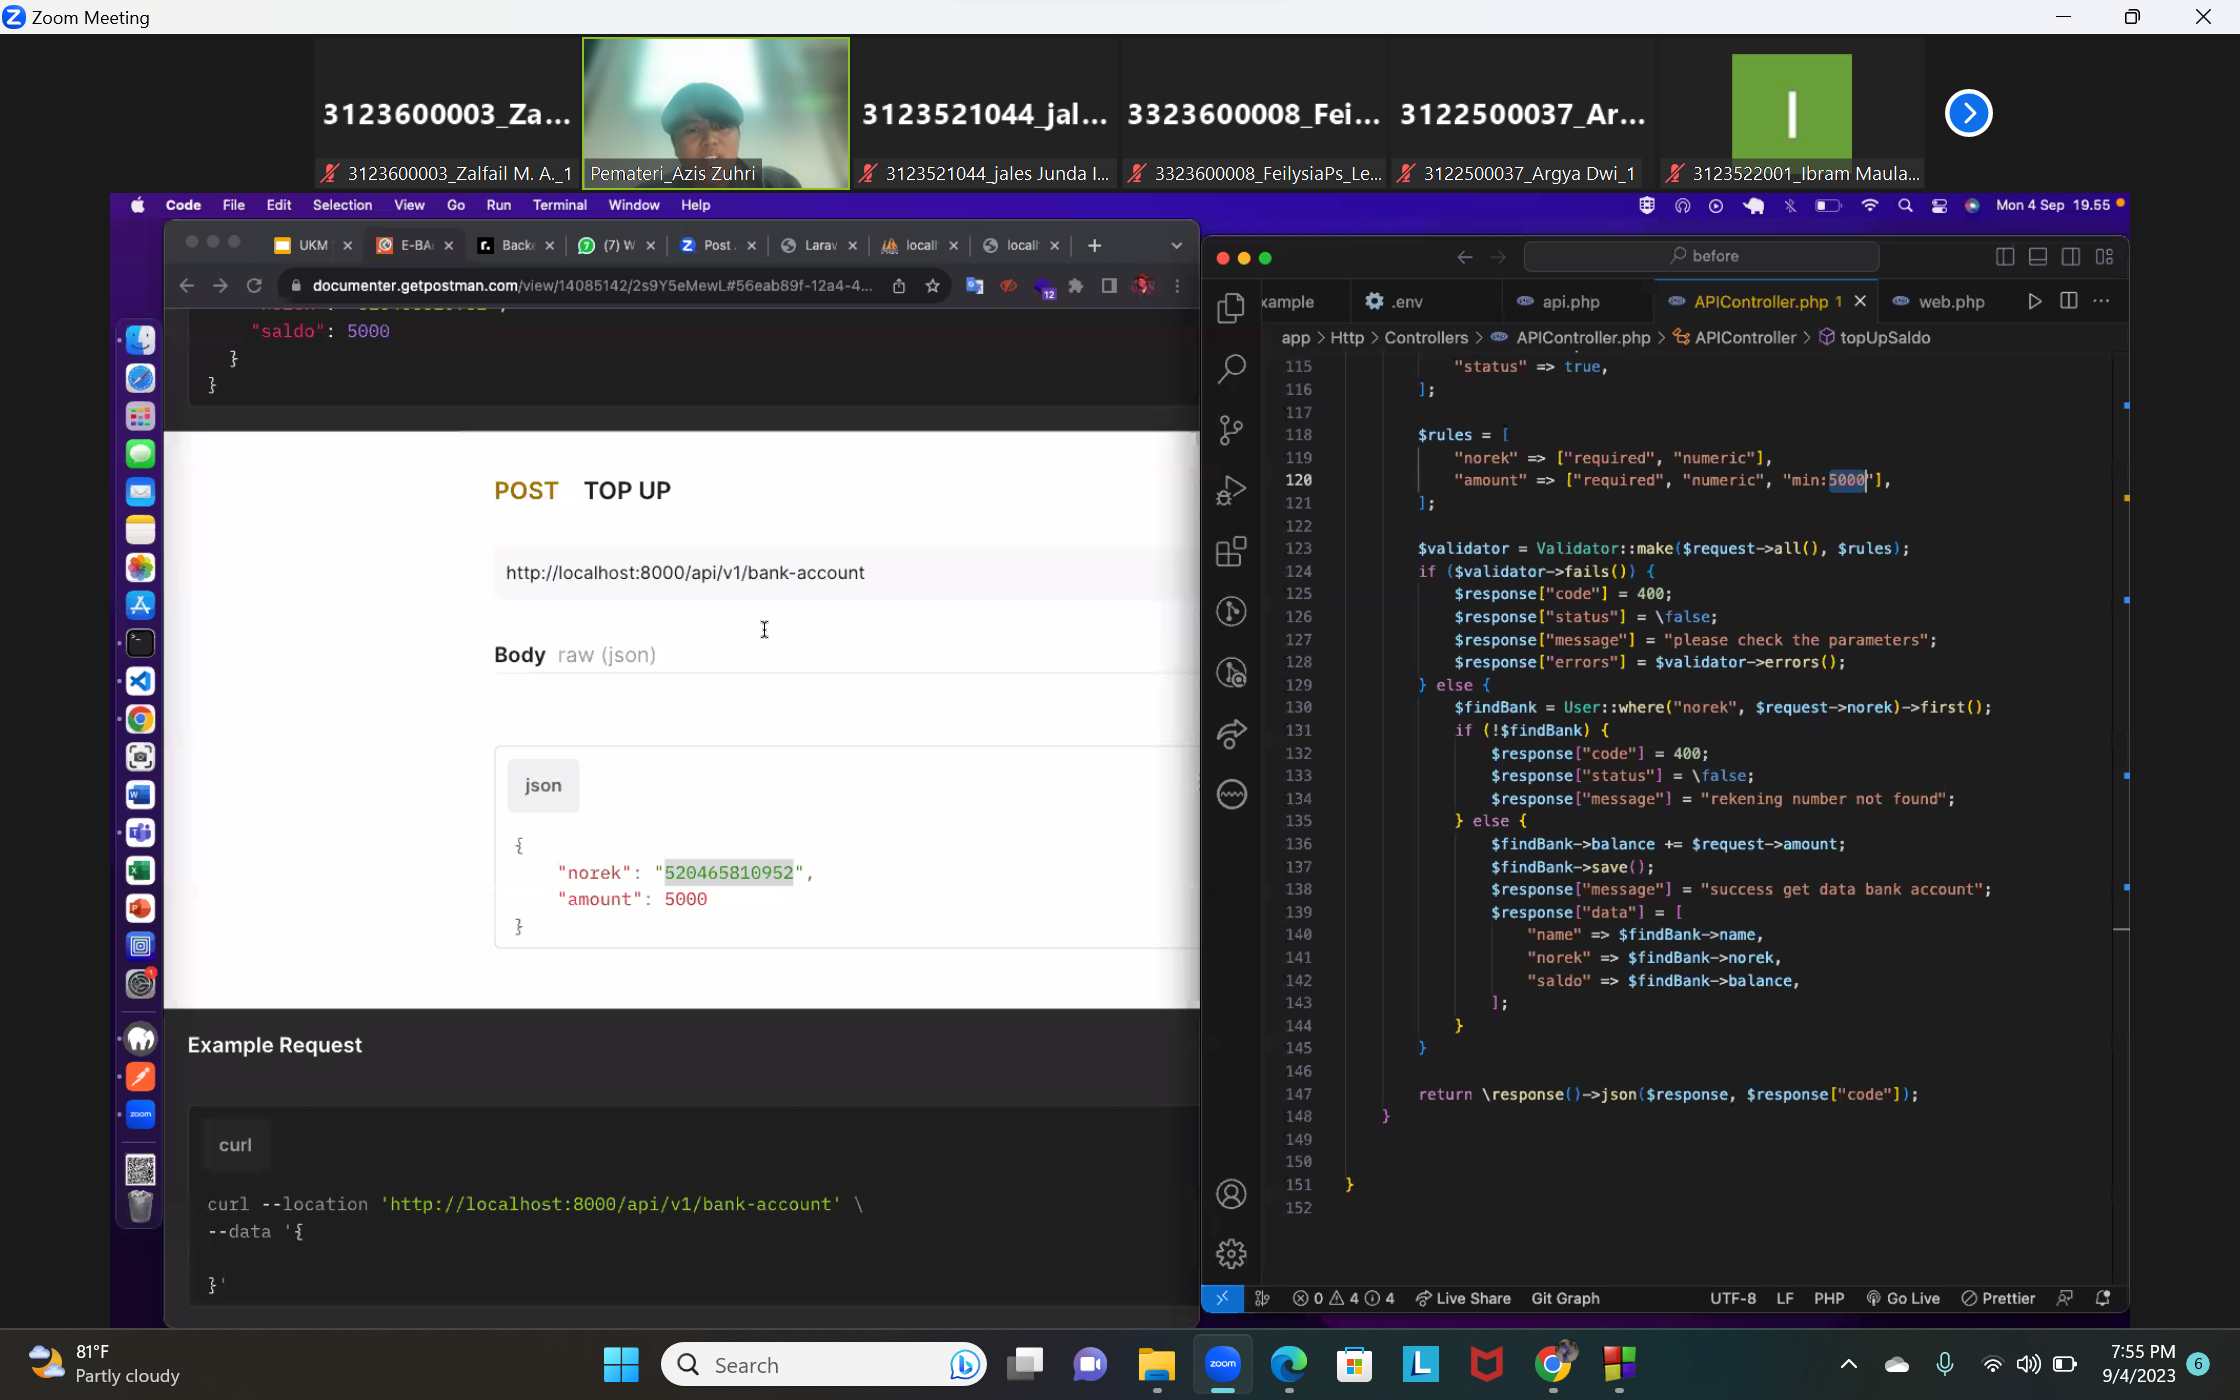 Zoom Meeting
3123600003_Za...
3123521044_jal...
3323600008_Fei...
3122500037_Ar...
I
3123600003_Zalfail M. A._1
Pemateri_Azis Zuhri
3123521044_jales Junda I...
3323600008_FeilysiaPs_Le...
3122500037_Argya Dwi_1
3123522001_Ibram Maula...
Code File Edit Selection View Go Run Terminal Window Help
Mon 4 Sep 19.55
UKM
E-BA
Backe
(7) W
Post
Larav
locall
locall
documenter.getpostman.com/view/14085142/2s9Y5eMewL#56eab89f-12a4-4...
12
"saldo": 5000
}
}
POST TOP UP
http://localhost:8000/api/v1/bank-account
Body raw (json)
json
{
"norek": "520465810952",
"amount": 5000
}
Example Request
curl
curl --location 'http://localhost:8000/api/v1/bank-account' \
--data '{
}'
zoom
before
xample
.env
api.php
APIController.php 1
web.php
app > Http > Controllers > APIController.php > APIController > topUpSaldo
115 "status" => true,
116 ];
117
118 $rules = [
119 "norek" => ["required", "numeric"],
120 "amount" => ["required", "numeric", "min:5000"],
121 ];
122
123 $validator = Validator::make($request->all(), $rules);
124 if ($validator->fails()) {
125 $response["code"] = 400;
126 $response["status"] = \false;
127 $response["message"] = "please check the parameters";
128 $response["errors"] = $validator->errors();
129 } else {
130 $findBank = User::where("norek", $request->norek)->first();
131 if (!$findBank) {
132 $response["code"] = 400;
133 $response["status"] = \false;
134 $response["message"] = "rekening number not found";
135 } else {
136 $findBank->balance += $request->amount;
137 $findBank->save();
138 $response["message"] = "success get data bank account";
139 $response["data"] = [
140 "name" => $findBank->name,
141 "norek" => $findBank->norek,
142 "saldo" => $findBank->balance,
143 ];
144 }
145 }
146
147 return \response()->json($response, $response["code"]);
148 }
149
150
151 }
152
0 4 4 Live Share Git Graph UTF-8 LF PHP Go Live Prettier
81°F
Partly cloudy
Search
zoom
L
7:55 PM
9/4/2023
6